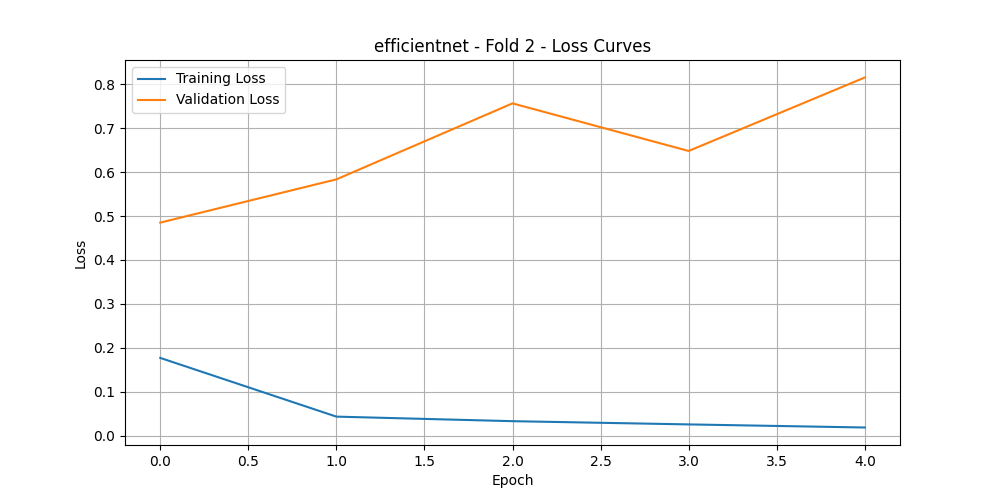 efficientnet - Fold 2 - Loss Curves
Training Loss
Validation Loss
0.8
0.7
0.6
0.5
0.4
0.3
0.2
0.1
0.0
Loss
0.0 0.5 1.0 1.5 2.0 2.5 3.0 3.5 4.0
Epoch